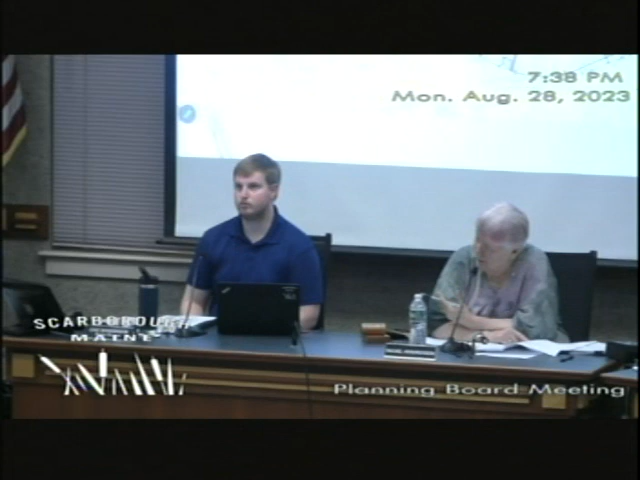 7:38 PM
Mon. Aug. 28, 2023
SCARBOROUGH
MAINE
Planning Board Meeting